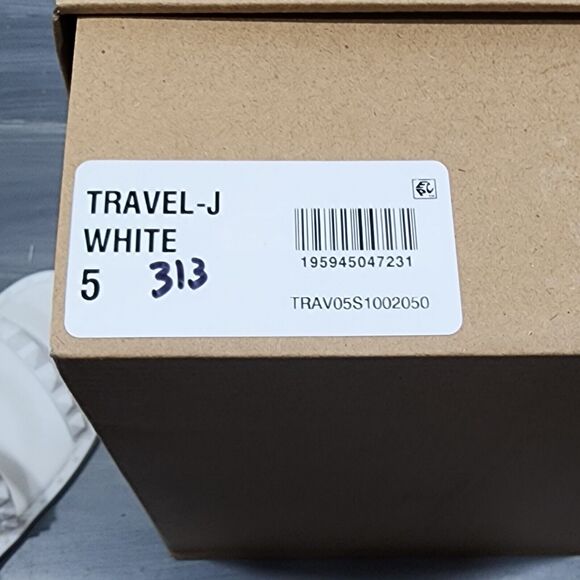 TRAVEL-J
WHITE
5 313
195945047231
TRAV05S1002050